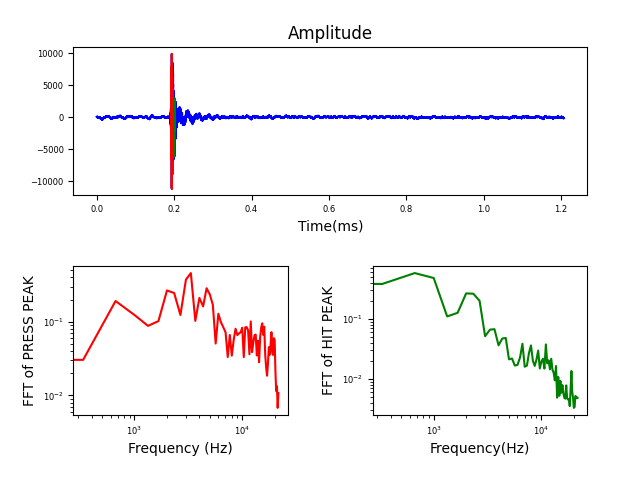 Amplitude
10000
5000
0
−5000
−10000
0.0 0.2 0.4 0.6 0.8 1.0 1.2
Time(ms)
FFT of PRESS PEAK
10⁻¹
10⁻²
10³ 10⁴
Frequency (Hz)
FFT of HIT PEAK
10⁻¹
10⁻²
10³ 10⁴
Frequency(Hz)